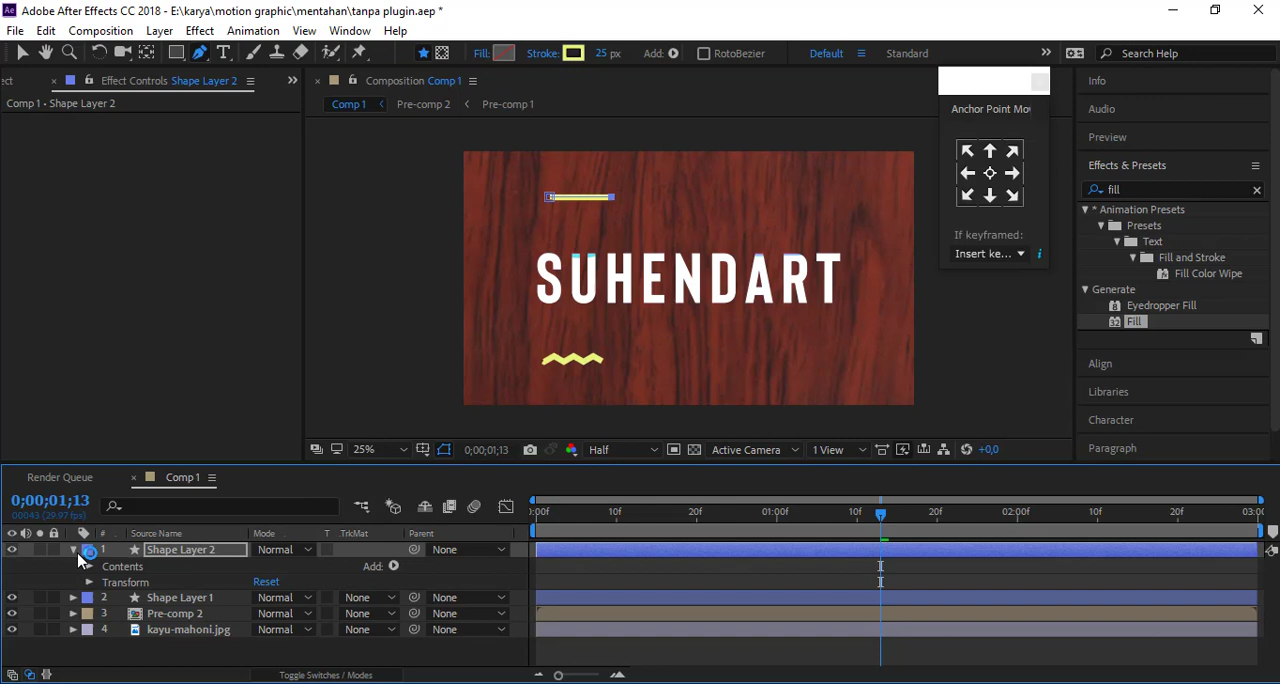 Adobe After Effects CC 2018 - E:\karya\motion graphic\mentahan\tanpa plugin.aep *
File Edit Composition Layer Effect Animation View Window Help
Fill: Stroke: 25 px Add: RotoBezier Default Standard Search Help
ect Effect Controls Shape Layer 2
Comp 1 • Shape Layer 2
Composition Comp 1
Comp 1 Pre-comp 2 Pre-comp 1
SUHENDART
Anchor Point Mov
If keyframed:
Insert ke...
Info
Audio
Preview
Effects & Presets
fill
* Animation Presets
Presets
Text
Fill and Stroke
Fill Color Wipe
Generate
Eyedropper Fill
Fill
Align
Libraries
Character
Paragraph
25% 0;00;01;13 Half Active Camera 1 View +0,0
Render Queue Comp 1
0;00;01;13
00043 (29.97 fps)
# Source Name Mode T .TrkMat Parent
:00f 10f 20f 01:00f 10f 20f 02:00f 10f 20f 03:00
1 Shape Layer 2 Normal None
Contents Add:
Transform Reset
2 Shape Layer 1 Normal None None
3 Pre-comp 2 Normal None None
4 kayu-mahoni.jpg Normal None None
Toggle Switches / Modes